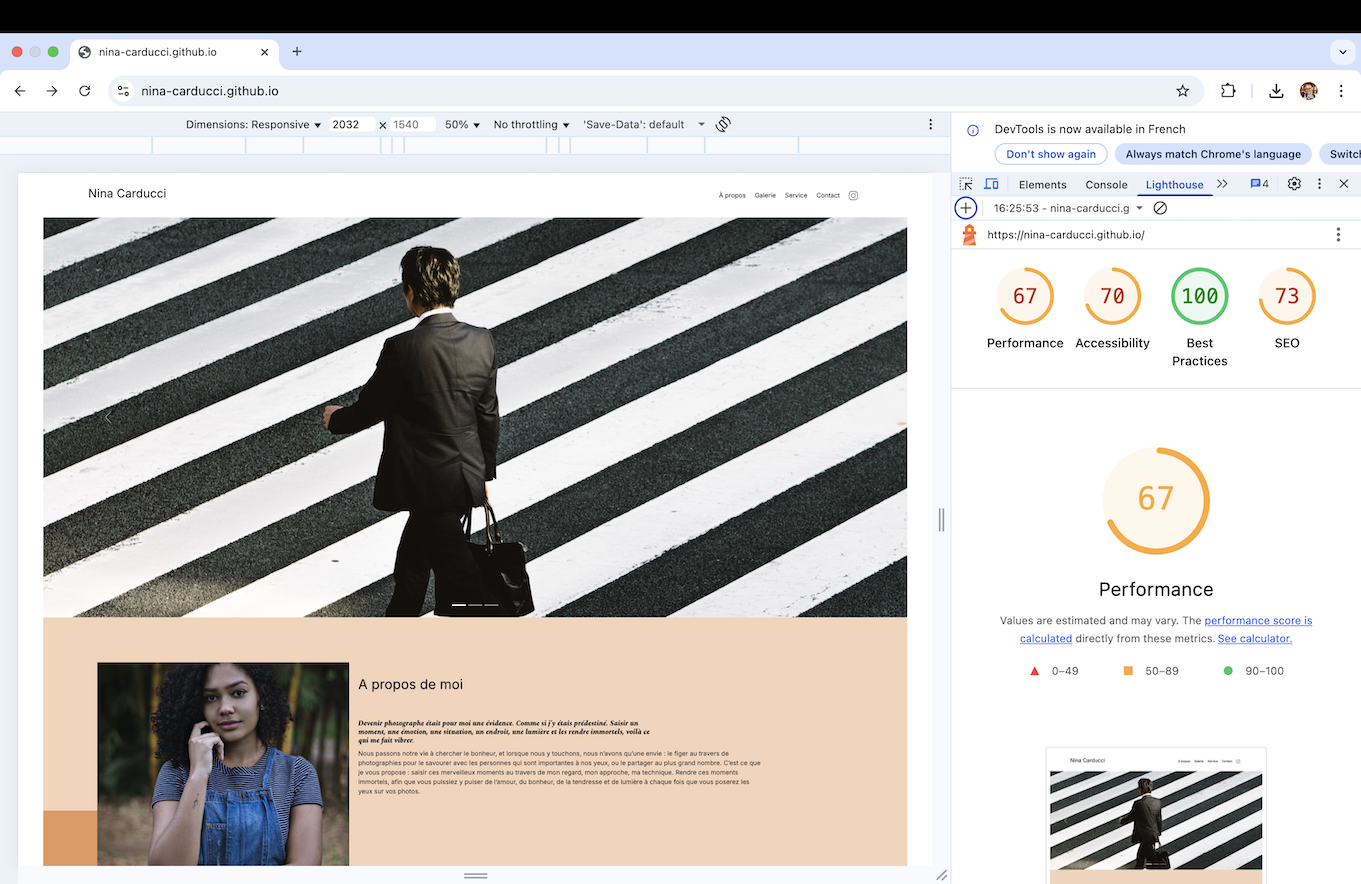 nina-carducci.github.io
nina-carducci.github.io
Dimensions: Responsive 2032 x 1540 50% No throttling 'Save-Data': default
Nina Carducci
À propos Galerie Service Contact
A propos de moi
Devenir photographe était pour moi une évidence. Comme si j'y étais prédestiné. Saisir un
moment, une émotion, une situation, un endroit, une lumière et les rendre immortels, voilà ce
qui me fait vibrer.
Nous passons notre vie à chercher le bonheur, et lorsque nous y touchons, nous n'avons qu'une envie : le figer au travers de
photographies pour le savourer avec les personnes qui sont importantes à nos yeux, ou le partager au plus grand nombre. C'est ce que
je vous propose : saisir ces merveilleux moments au travers de mon regard, mon approche, ma technique. Rendre ces moments
immortels, afin que vous puissiez y puiser de l'amour, du bonheur, de la tendresse et de lumière à chaque fois que vous poserez les
yeux sur vos photos.
DevTools is now available in French
Don't show again Always match Chrome's language Switch
Elements Console Lighthouse 4
16:25:53 - nina-carducci.g
https://nina-carducci.github.io/
67 70 100 73
Performance Accessibility Best SEO
Practices
67
Performance
Values are estimated and may vary. The performance score is
calculated directly from these metrics. See calculator.
0–49 50–89 90–100
Nina Carducci
À propos Galerie Service Contact